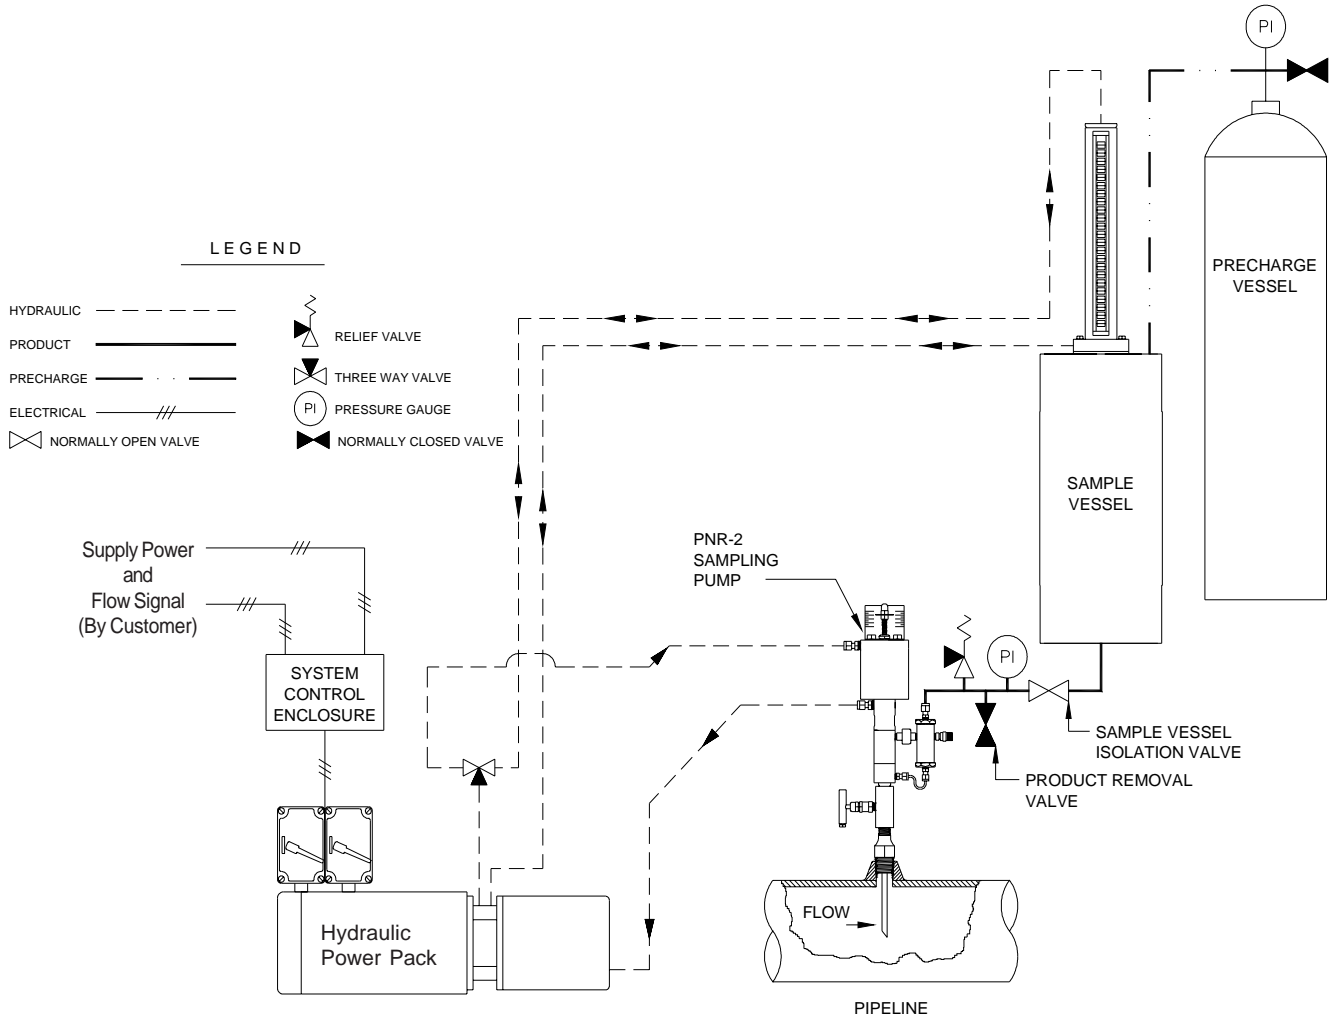 PI
PRECHARGE
VESSEL
L E G E N D
HYDRAULIC
RELIEF VALVE
PRODUCT
PRECHARGE
THREE WAY VALVE
ELECTRICAL
PI
PRESSURE GAUGE
NORMALLY OPEN VALVE
NORMALLY CLOSED VALVE
SAMPLE
VESSEL
Supply Power
and
Flow Signal
(By Customer)
PNR-2
SAMPLING
PUMP
SYSTEM
CONTROL
ENCLOSURE
PI
SAMPLE VESSEL
ISOLATION VALVE
PRODUCT REMOVAL
VALVE
Hydraulic
Power Pack
FLOW
PIPELINE